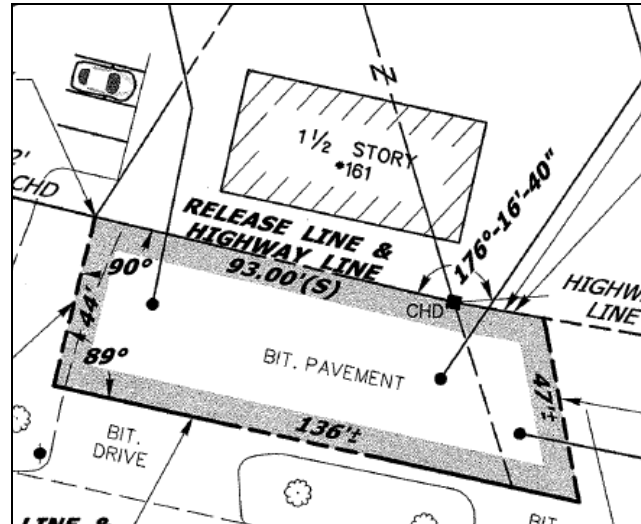 N
1½ STORY
*161
2'
CHD
RELEASE LINE &
HIGHWAY LINE
93.00'(S)
176°-16'-40"
HIGHW
LINE
CHD
90°
44'
89°
BIT. PAVEMENT
47'±
136'±
BIT.
DRIVE
LINE &
BIT